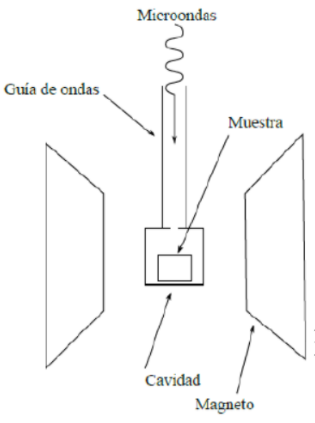 Microondas
Guía de ondas
Muestra
Cavidad
Magneto